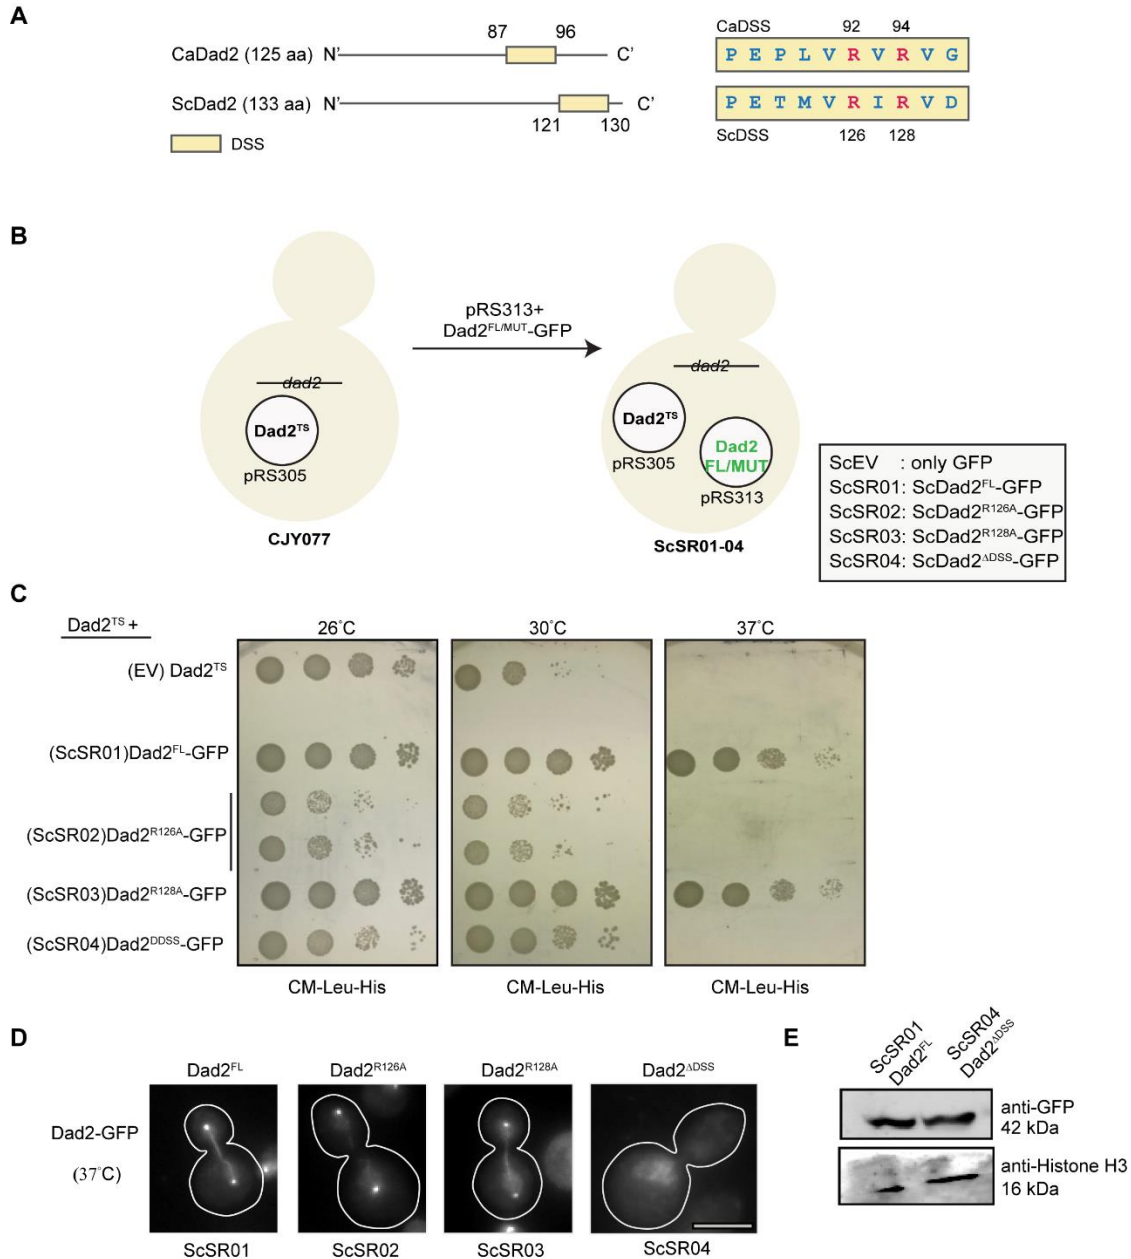 A
CaDad2 (125 aa) N' 87 96 C'
ScDad2 (133 aa) N' 121 130 C'
DSS
CaDSS 92 94
P E P L V R V R V G
P E T M V R I R V D
ScDSS 126 128
B
dad2
Dad2TS
pRS305
CJY077
pRS313+
Dad2FL/MUT-GFP
dad2
Dad2TS
pRS305
Dad2
FL/MUT
pRS313
ScSR01-04
ScEV : only GFP
ScSR01: ScDad2FL-GFP
ScSR02: ScDad2R126A-GFP
ScSR03: ScDad2R128A-GFP
ScSR04: ScDad2ΔDSS-GFP
C
Dad2TS +
26°C 30°C 37°C
(EV) Dad2TS
(ScSR01)Dad2FL-GFP
(ScSR02)Dad2R126A-GFP
(ScSR03)Dad2R128A-GFP
(ScSR04)Dad2DDSS-GFP
CM-Leu-His CM-Leu-His CM-Leu-His
D
Dad2FL Dad2R126A Dad2R128A Dad2ΔDSS
Dad2-GFP
(37°C)
ScSR01 ScSR02 ScSR03 ScSR04
E
ScSR01
Dad2FL
ScSR04
Dad2ΔDSS
anti-GFP
42 kDa
anti-Histone H3
16 kDa